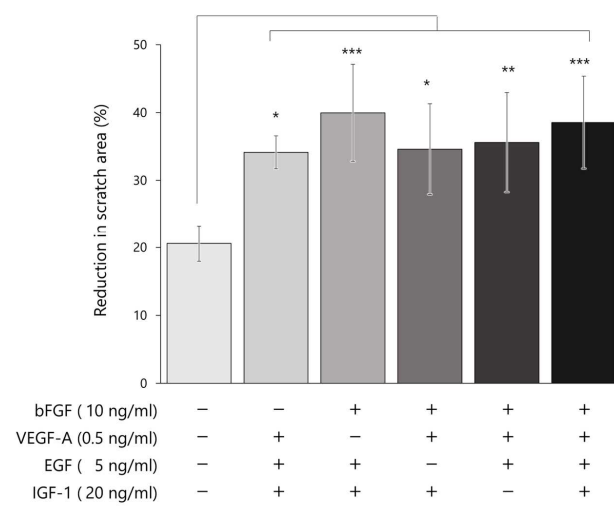 50
***
***
**
*
40
*
Reduction in scratch area (%)
30
20
10
0
bFGF ( 10 ng/ml) − − + + + +
VEGF-A (0.5 ng/ml) − + − + + +
EGF ( 5 ng/ml) − + + − + +
IGF-1 ( 20 ng/ml) − + + + − +